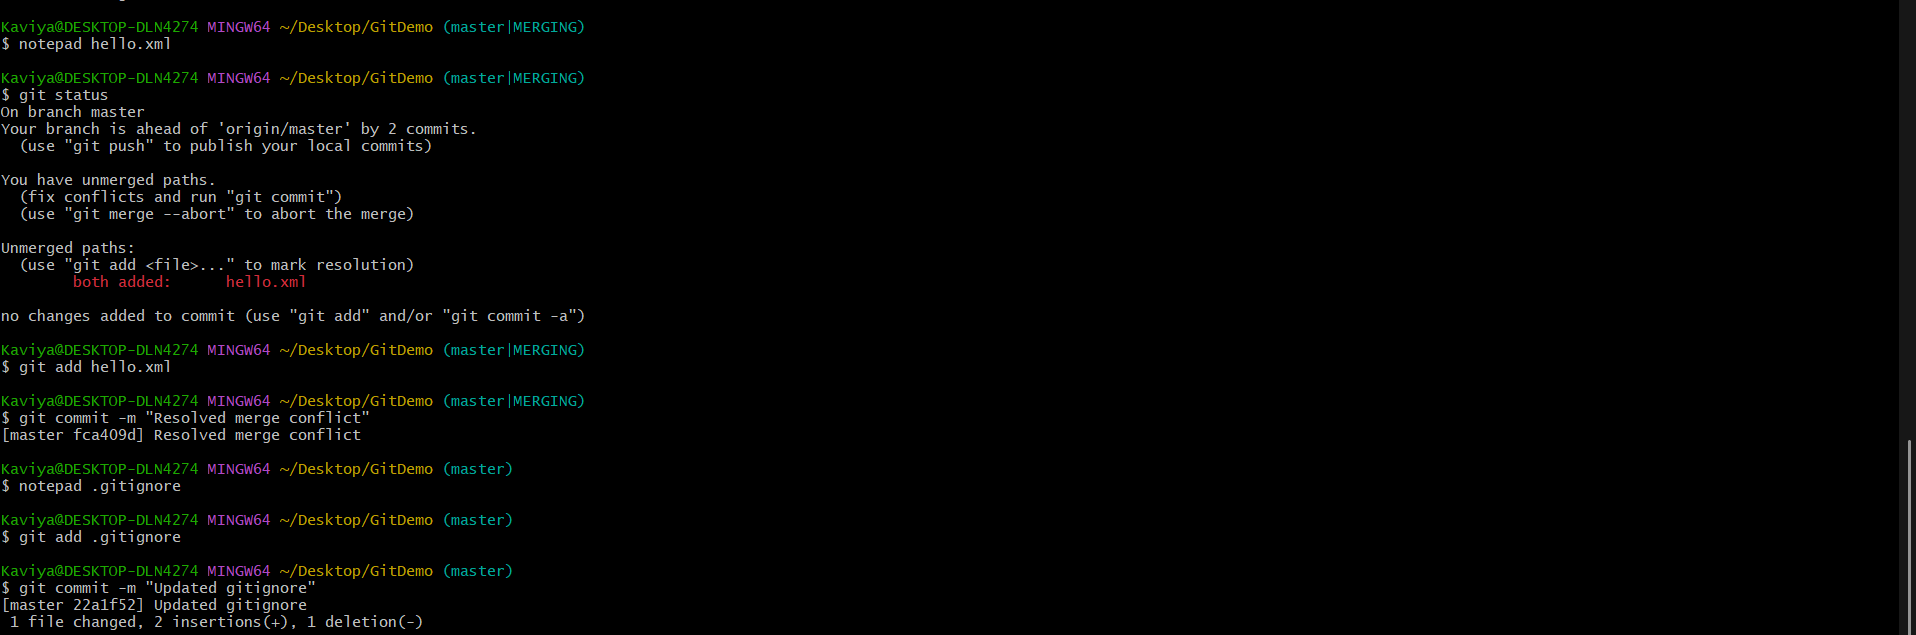 Kaviya@DESKTOP-DLN4274 MINGW64 ~/Desktop/GitDemo (master|MERGING)
$ notepad hello.xml

Kaviya@DESKTOP-DLN4274 MINGW64 ~/Desktop/GitDemo (master|MERGING)
$ git status
On branch master
Your branch is ahead of 'origin/master' by 2 commits.
  (use "git push" to publish your local commits)

You have unmerged paths.
  (fix conflicts and run "git commit")
  (use "git merge --abort" to abort the merge)

Unmerged paths:
  (use "git add <file>..." to mark resolution)
        both added:      hello.xml

no changes added to commit (use "git add" and/or "git commit -a")

Kaviya@DESKTOP-DLN4274 MINGW64 ~/Desktop/GitDemo (master|MERGING)
$ git add hello.xml

Kaviya@DESKTOP-DLN4274 MINGW64 ~/Desktop/GitDemo (master|MERGING)
$ git commit -m "Resolved merge conflict"
[master fca409d] Resolved merge conflict

Kaviya@DESKTOP-DLN4274 MINGW64 ~/Desktop/GitDemo (master)
$ notepad .gitignore

Kaviya@DESKTOP-DLN4274 MINGW64 ~/Desktop/GitDemo (master)
$ git add .gitignore

Kaviya@DESKTOP-DLN4274 MINGW64 ~/Desktop/GitDemo (master)
$ git commit -m "Updated gitignore"
[master 22a1f52] Updated gitignore
 1 file changed, 2 insertions(+), 1 deletion(-)